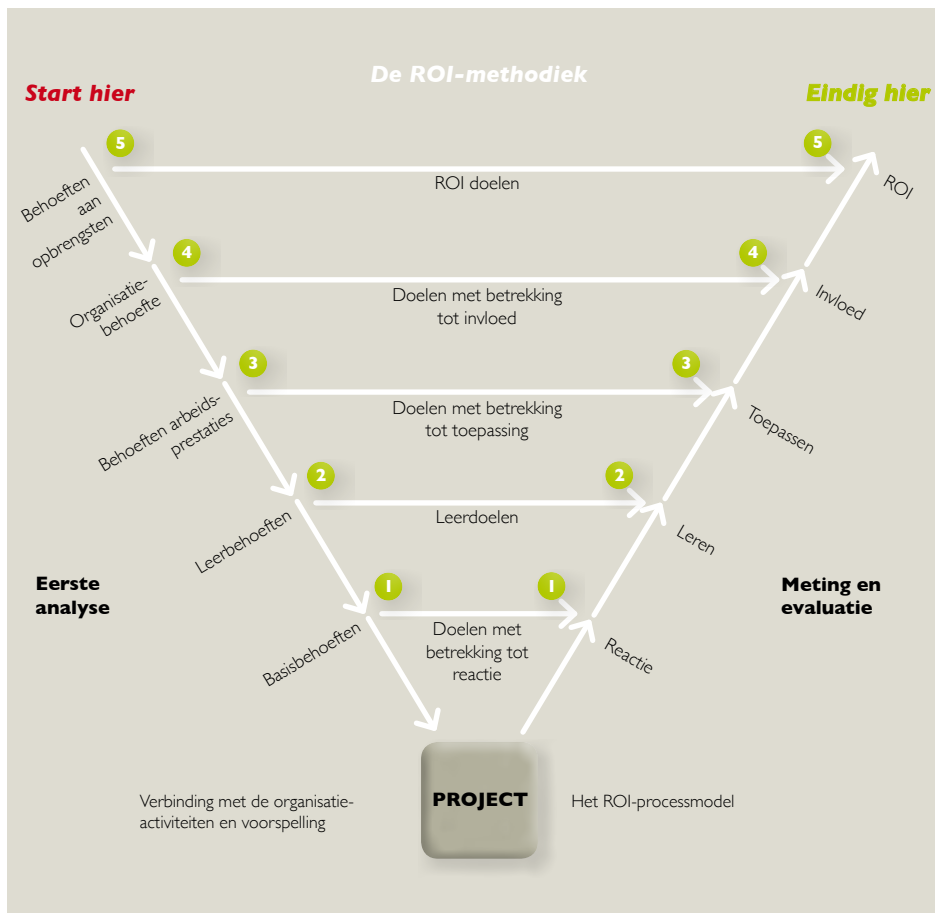 De ROI-methodiek
Start hier
Eindig hier
5
5
ROI doelen
Behoeften
aan
opbrengsten
ROI
4
4
Doelen met betrekking
tot invloed
Organisatie-
behoefte
Invloed
3
3
Doelen met betrekking
tot toepassing
Behoeften arbeids-
prestaties
Toepassen
2
2
Leerdoelen
Leerbehoeften
Leren
Eerste
analyse
Meting en
evaluatie
1
1
Doelen met
betrekking tot
reactie
Basisbehoeften
Reactie
PROJECT
Verbinding met de organisatie-
activiteiten en voorspelling
Het ROI-processmodel